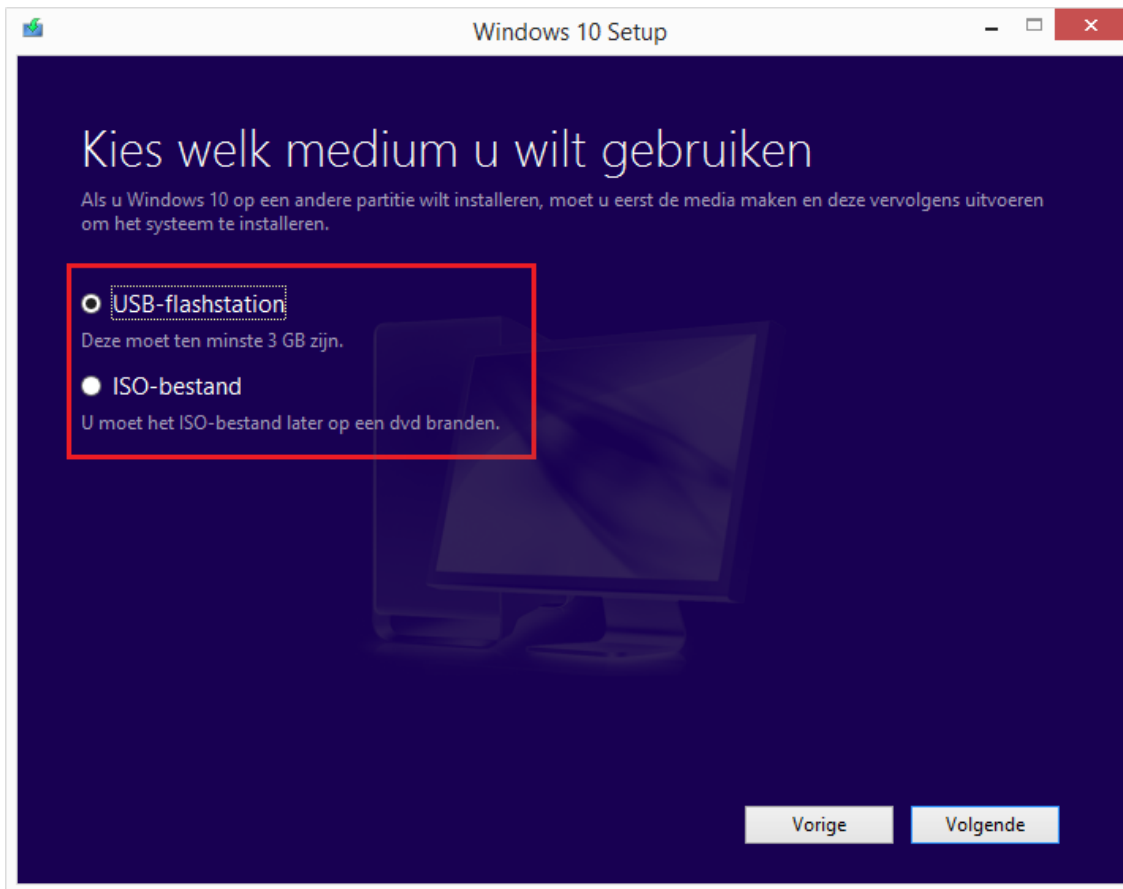 Windows 10 Setup
Kies welk medium u wilt gebruiken
Als u Windows 10 op een andere partitie wilt installeren, moet u eerst de media maken en deze vervolgens uitvoeren
om het systeem te installeren.
USB-flashstation
Deze moet ten minste 3 GB zijn.
ISO-bestand
U moet het ISO-bestand later op een dvd branden.
Vorige
Volgende